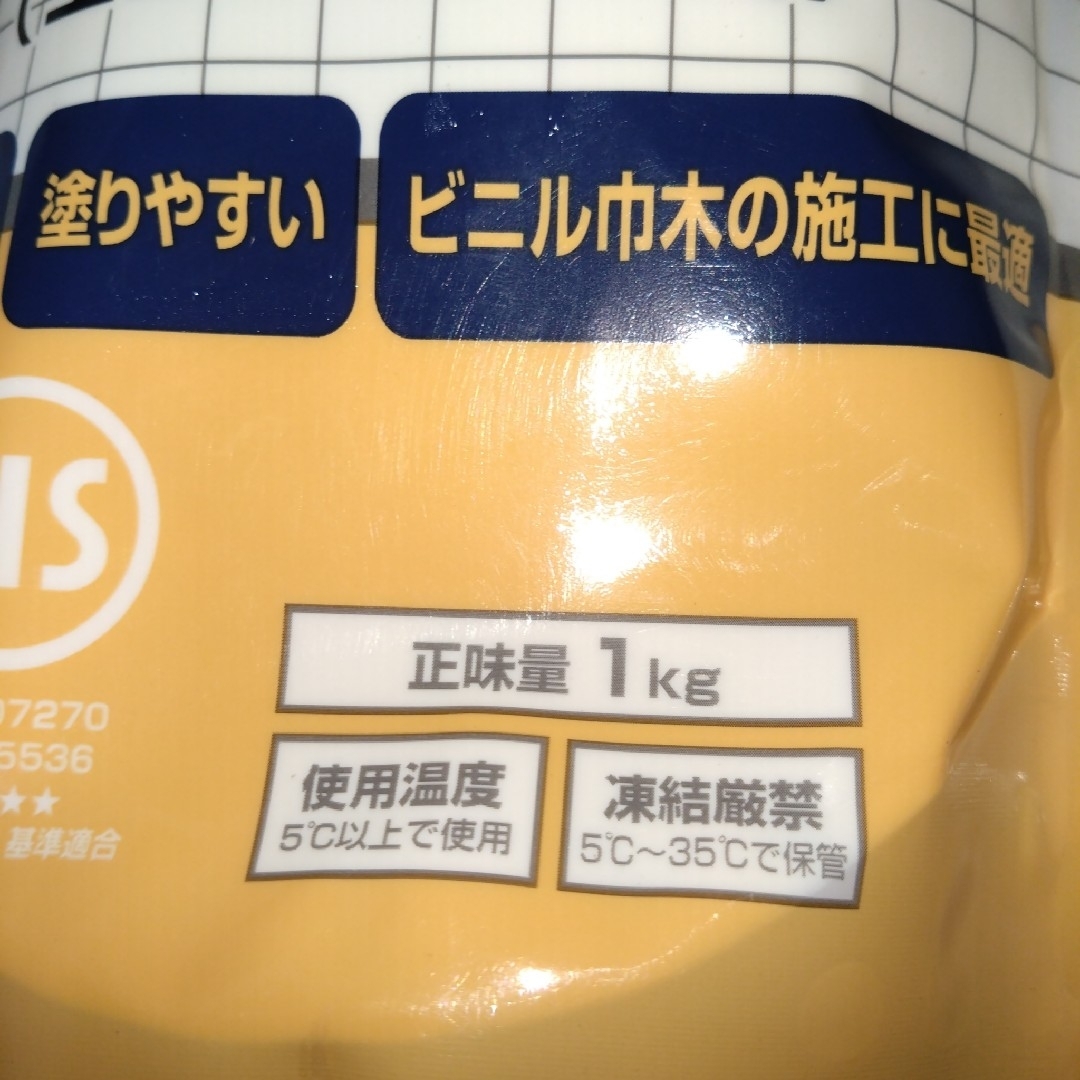 塗りやすい
ビニル巾木の施工に最適
正味量 1kg
07270
5536
★★
基準適合
使用温度
5℃以上で使用
凍結厳禁
5℃～35℃で保管